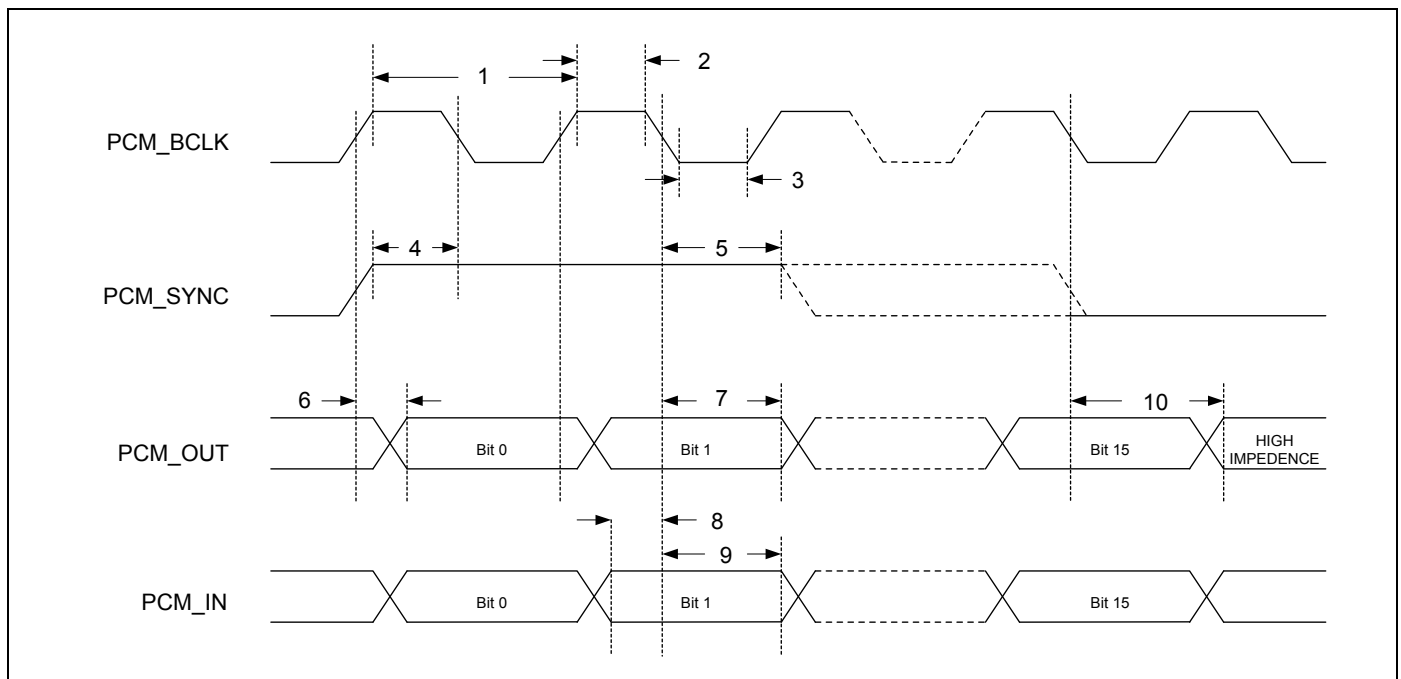 1
2
PCM_BCLK
3
4
5
PCM_SYNC
6
7
10
PCM_OUT
Bit 0
Bit 1
Bit 15
HIGH
IMPEDENCE
8
9
PCM_IN
Bit 0
Bit 1
Bit 15